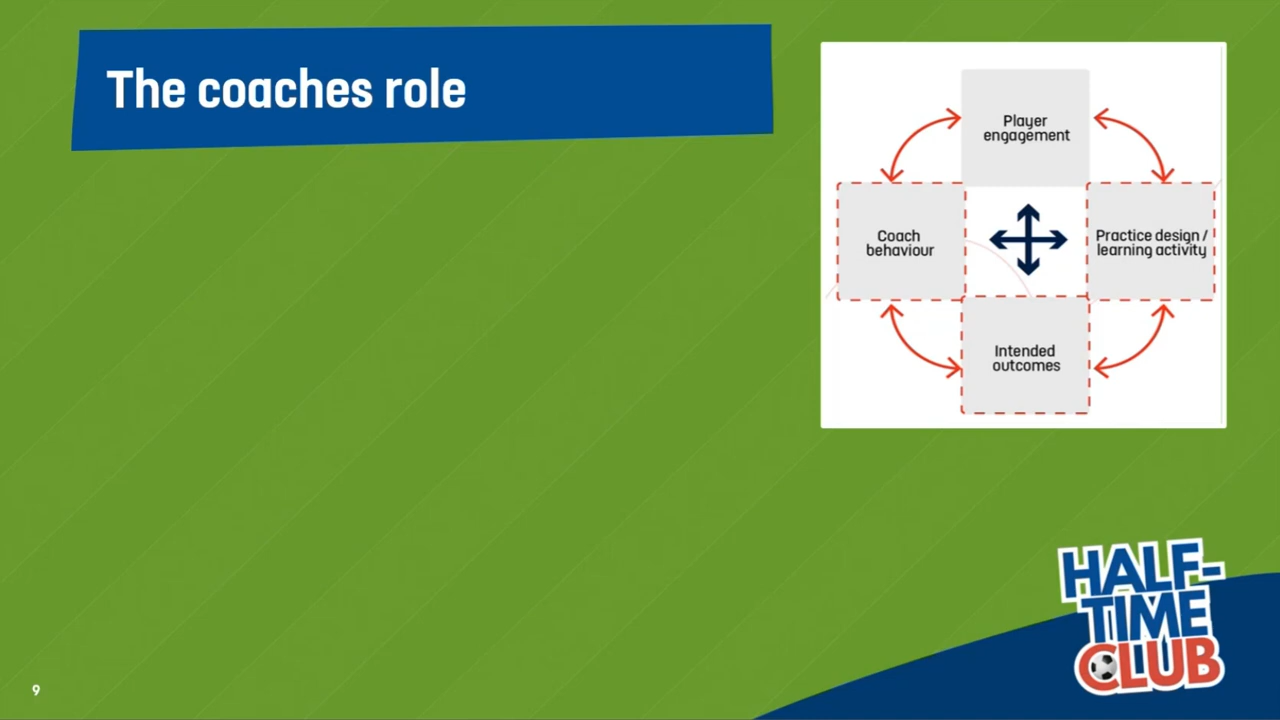 The coaches role
Player
engagement
Coach
behaviour
Practice design /
learning activity
Intended
outcomes
HALF-
TIME
CLUB
9